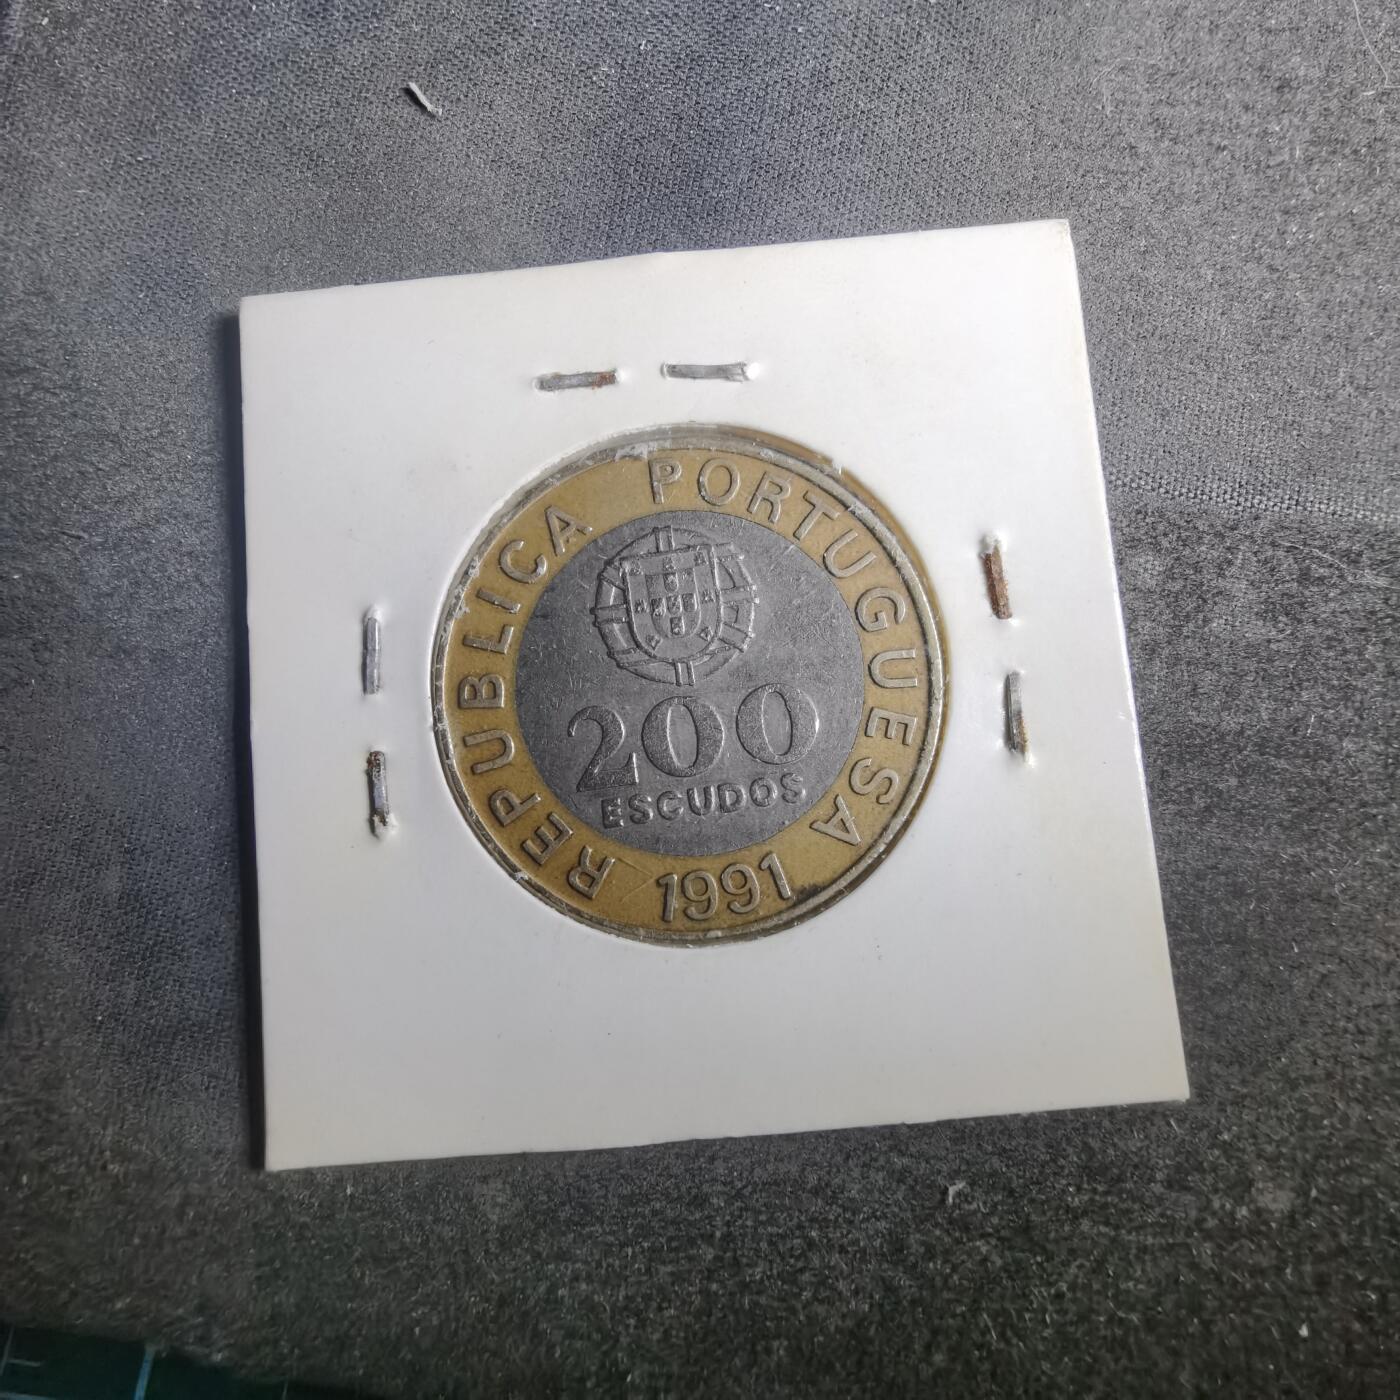 REPUBLICA PORTUGUESA
200
ESCUDOS
1991